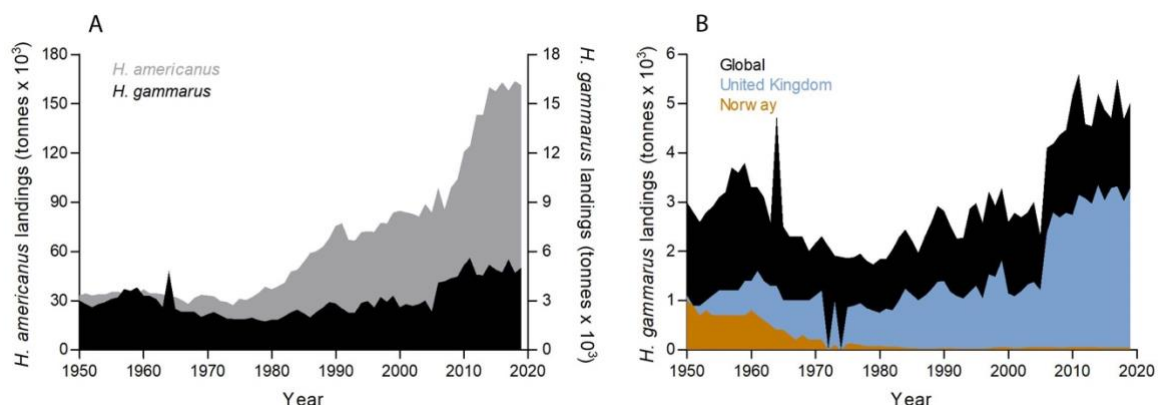 A
B
180
150
120
90
60
30
0
H. americanus landings (tonnes x 10³)
H. americanus
H. gammarus
18
15
12
9
6
3
0
H. gammarus landings (tonnes x 10³)
1950 1960 1970 1980 1990 2000 2010 2020
Year
6
5
4
3
2
1
0
H. gammarus landings (tonnes x 10³)
Global
United Kingdom
Norway
1950 1960 1970 1980 1990 2000 2010 2020
Year